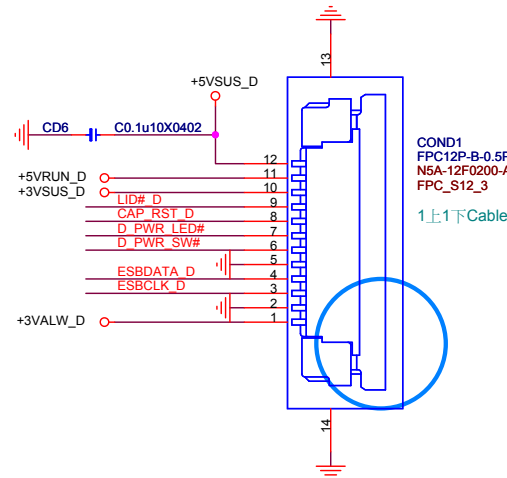 13
+5VSUS_D
CD6
C0.1u10X0402
COND1
FPC12P-B-0.5P
N5A-12F0200-A
FPC_S12_3
1上1下Cable
12
+5VRUN_D
11
+3VSUS_D
10
LID#_D
9
CAP_RST_D
8
D_PWR_LED#
7
D_PWR_SW#
6
5
ESBDATA_D
4
ESBCLK_D
3
2
+3VALW_D
1
14